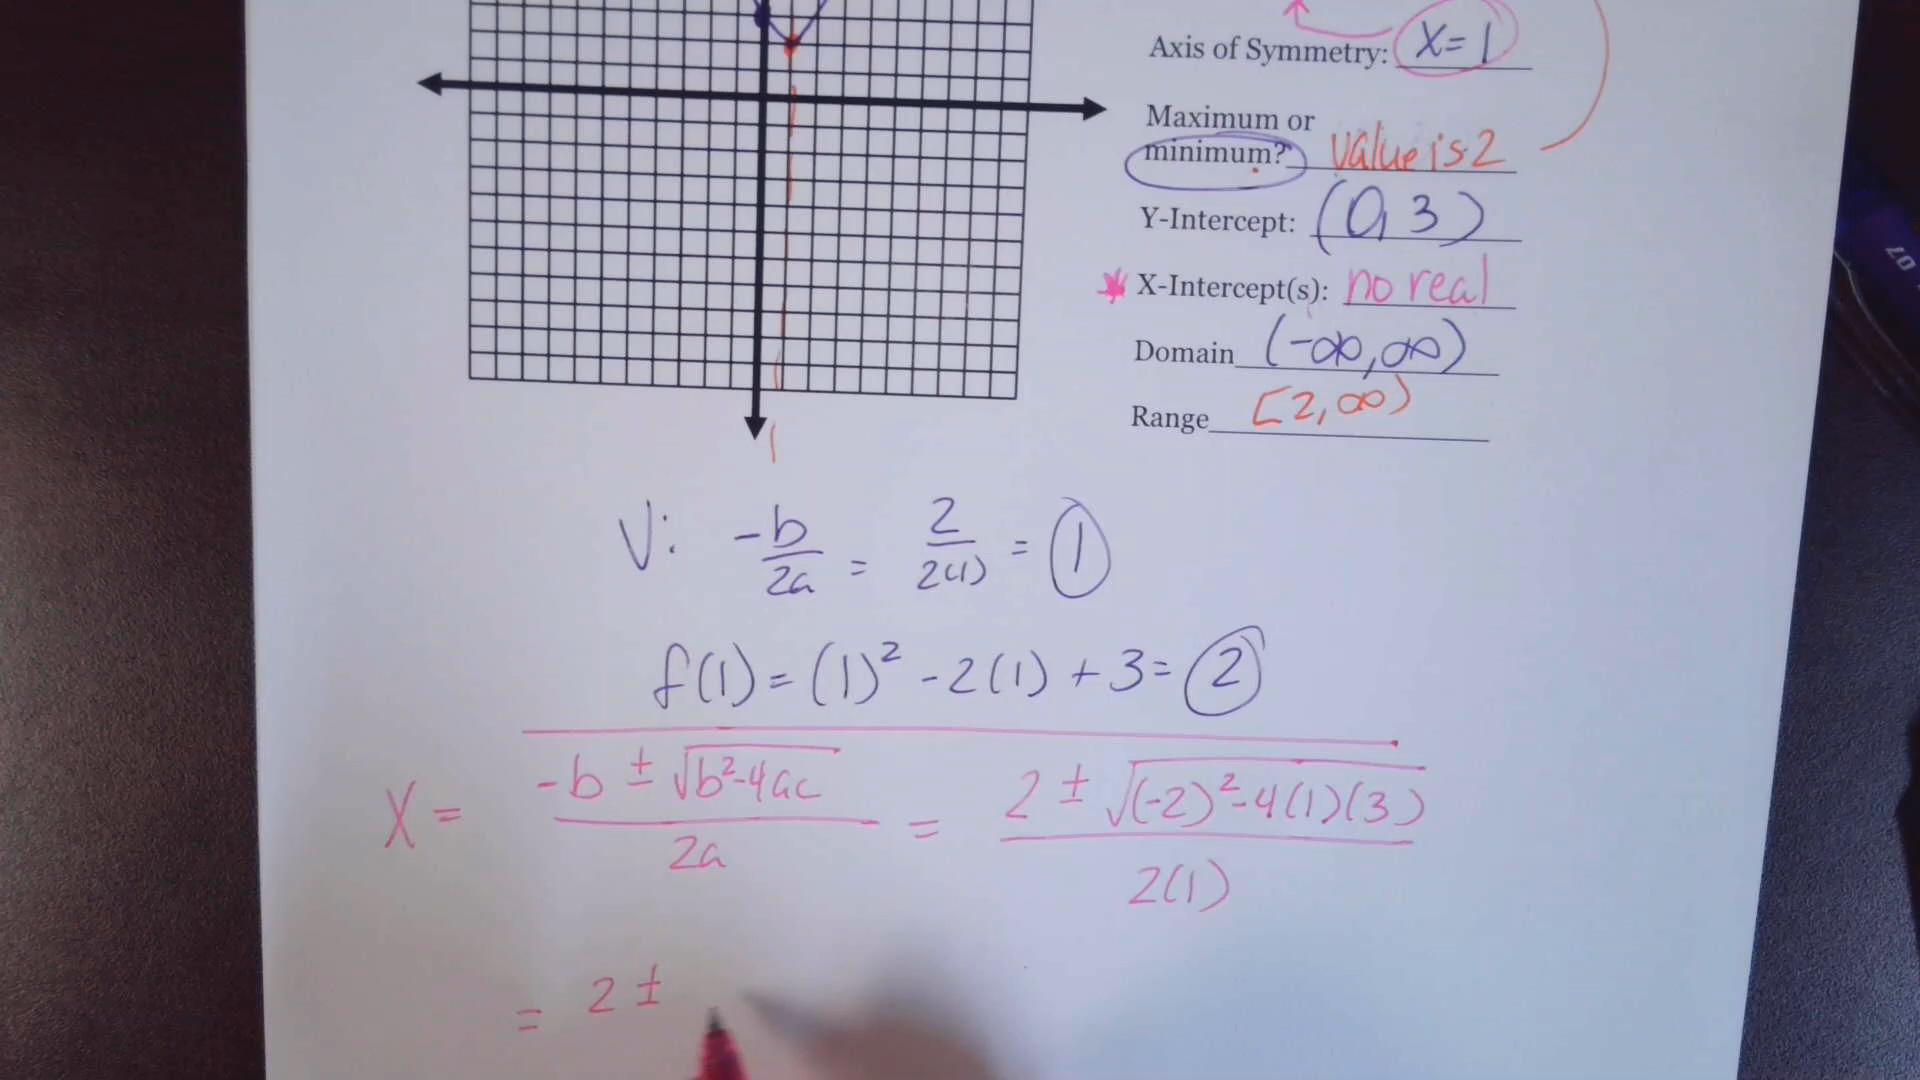 Axis of Symmetry: x=1
Maximum or
minimum? value is 2
Y-Intercept: (0, 3)
X-Intercept(s): no real
Domain (-∞, ∞)
Range [2, ∞)
V: -b/2a = 2/2(1) = 1
f(1) = (1)² - 2(1) + 3 = 2
X = -b ± √b²-4ac / 2a = 2 ± √(-2)²-4(1)(3) / 2(1)
= 2 ±
07